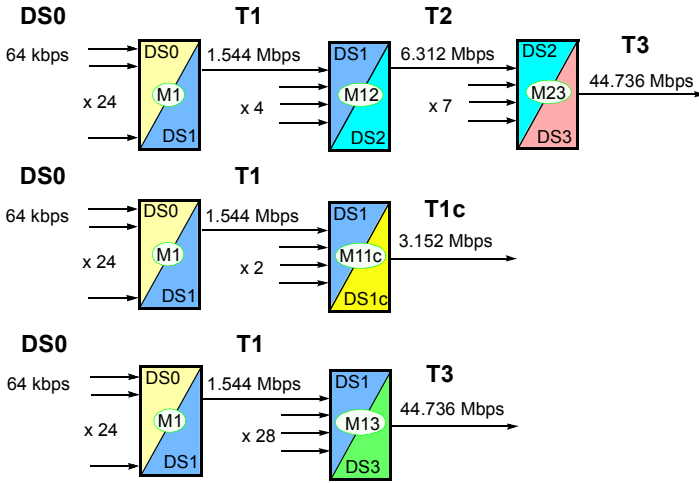 DS0 T1 T2 T3
64 kbps DS0 1.544 Mbps DS1 6.312 Mbps DS2 44.736 Mbps
x 24 M1 x 4 M12 x 7 M23
DS1 DS2 DS3
DS0 T1 T1c
64 kbps DS0 1.544 Mbps DS1 3.152 Mbps
x 24 M1 x 2 M11c
DS1 DS1c
DS0 T1 T3
64 kbps DS0 1.544 Mbps DS1 44.736 Mbps
x 24 M1 x 28 M13
DS1 DS3